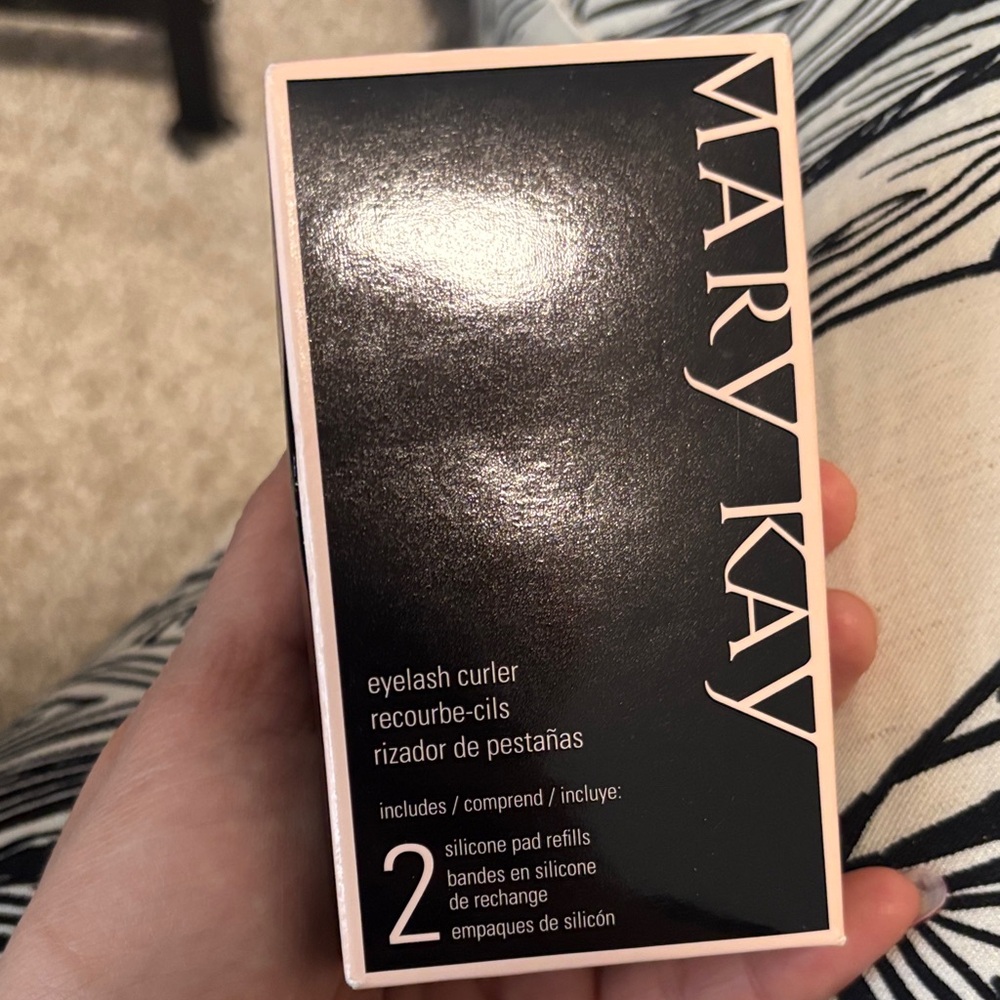 MARY KAY
eyelash curler
recourbe-cils
rizador de pestañas
includes / comprend / incluye:
2
silicone pad refills
bandes en silicone
de rechange
empaques de silicón